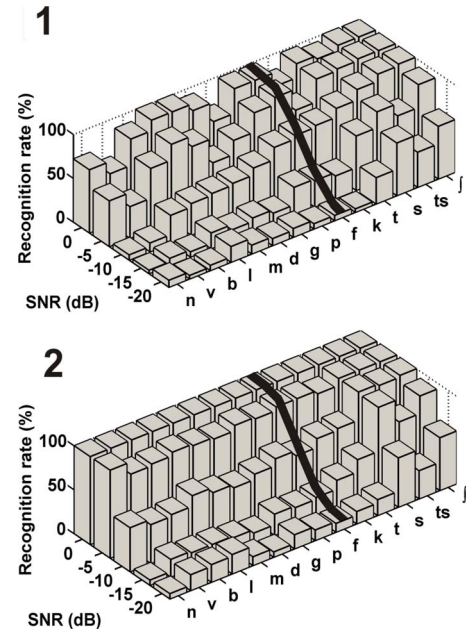 1
Recognition rate (%)
100
50
0
0
-5
-10
-15
-20
SNR (dB)
n
v
b
l
m
d
g
p
f
k
t
s
ts
ʃ
2
Recognition rate (%)
100
50
0
0
-5
-10
-15
-20
SNR (dB)
n
v
b
l
m
d
g
p
f
k
t
s
ts
ʃ